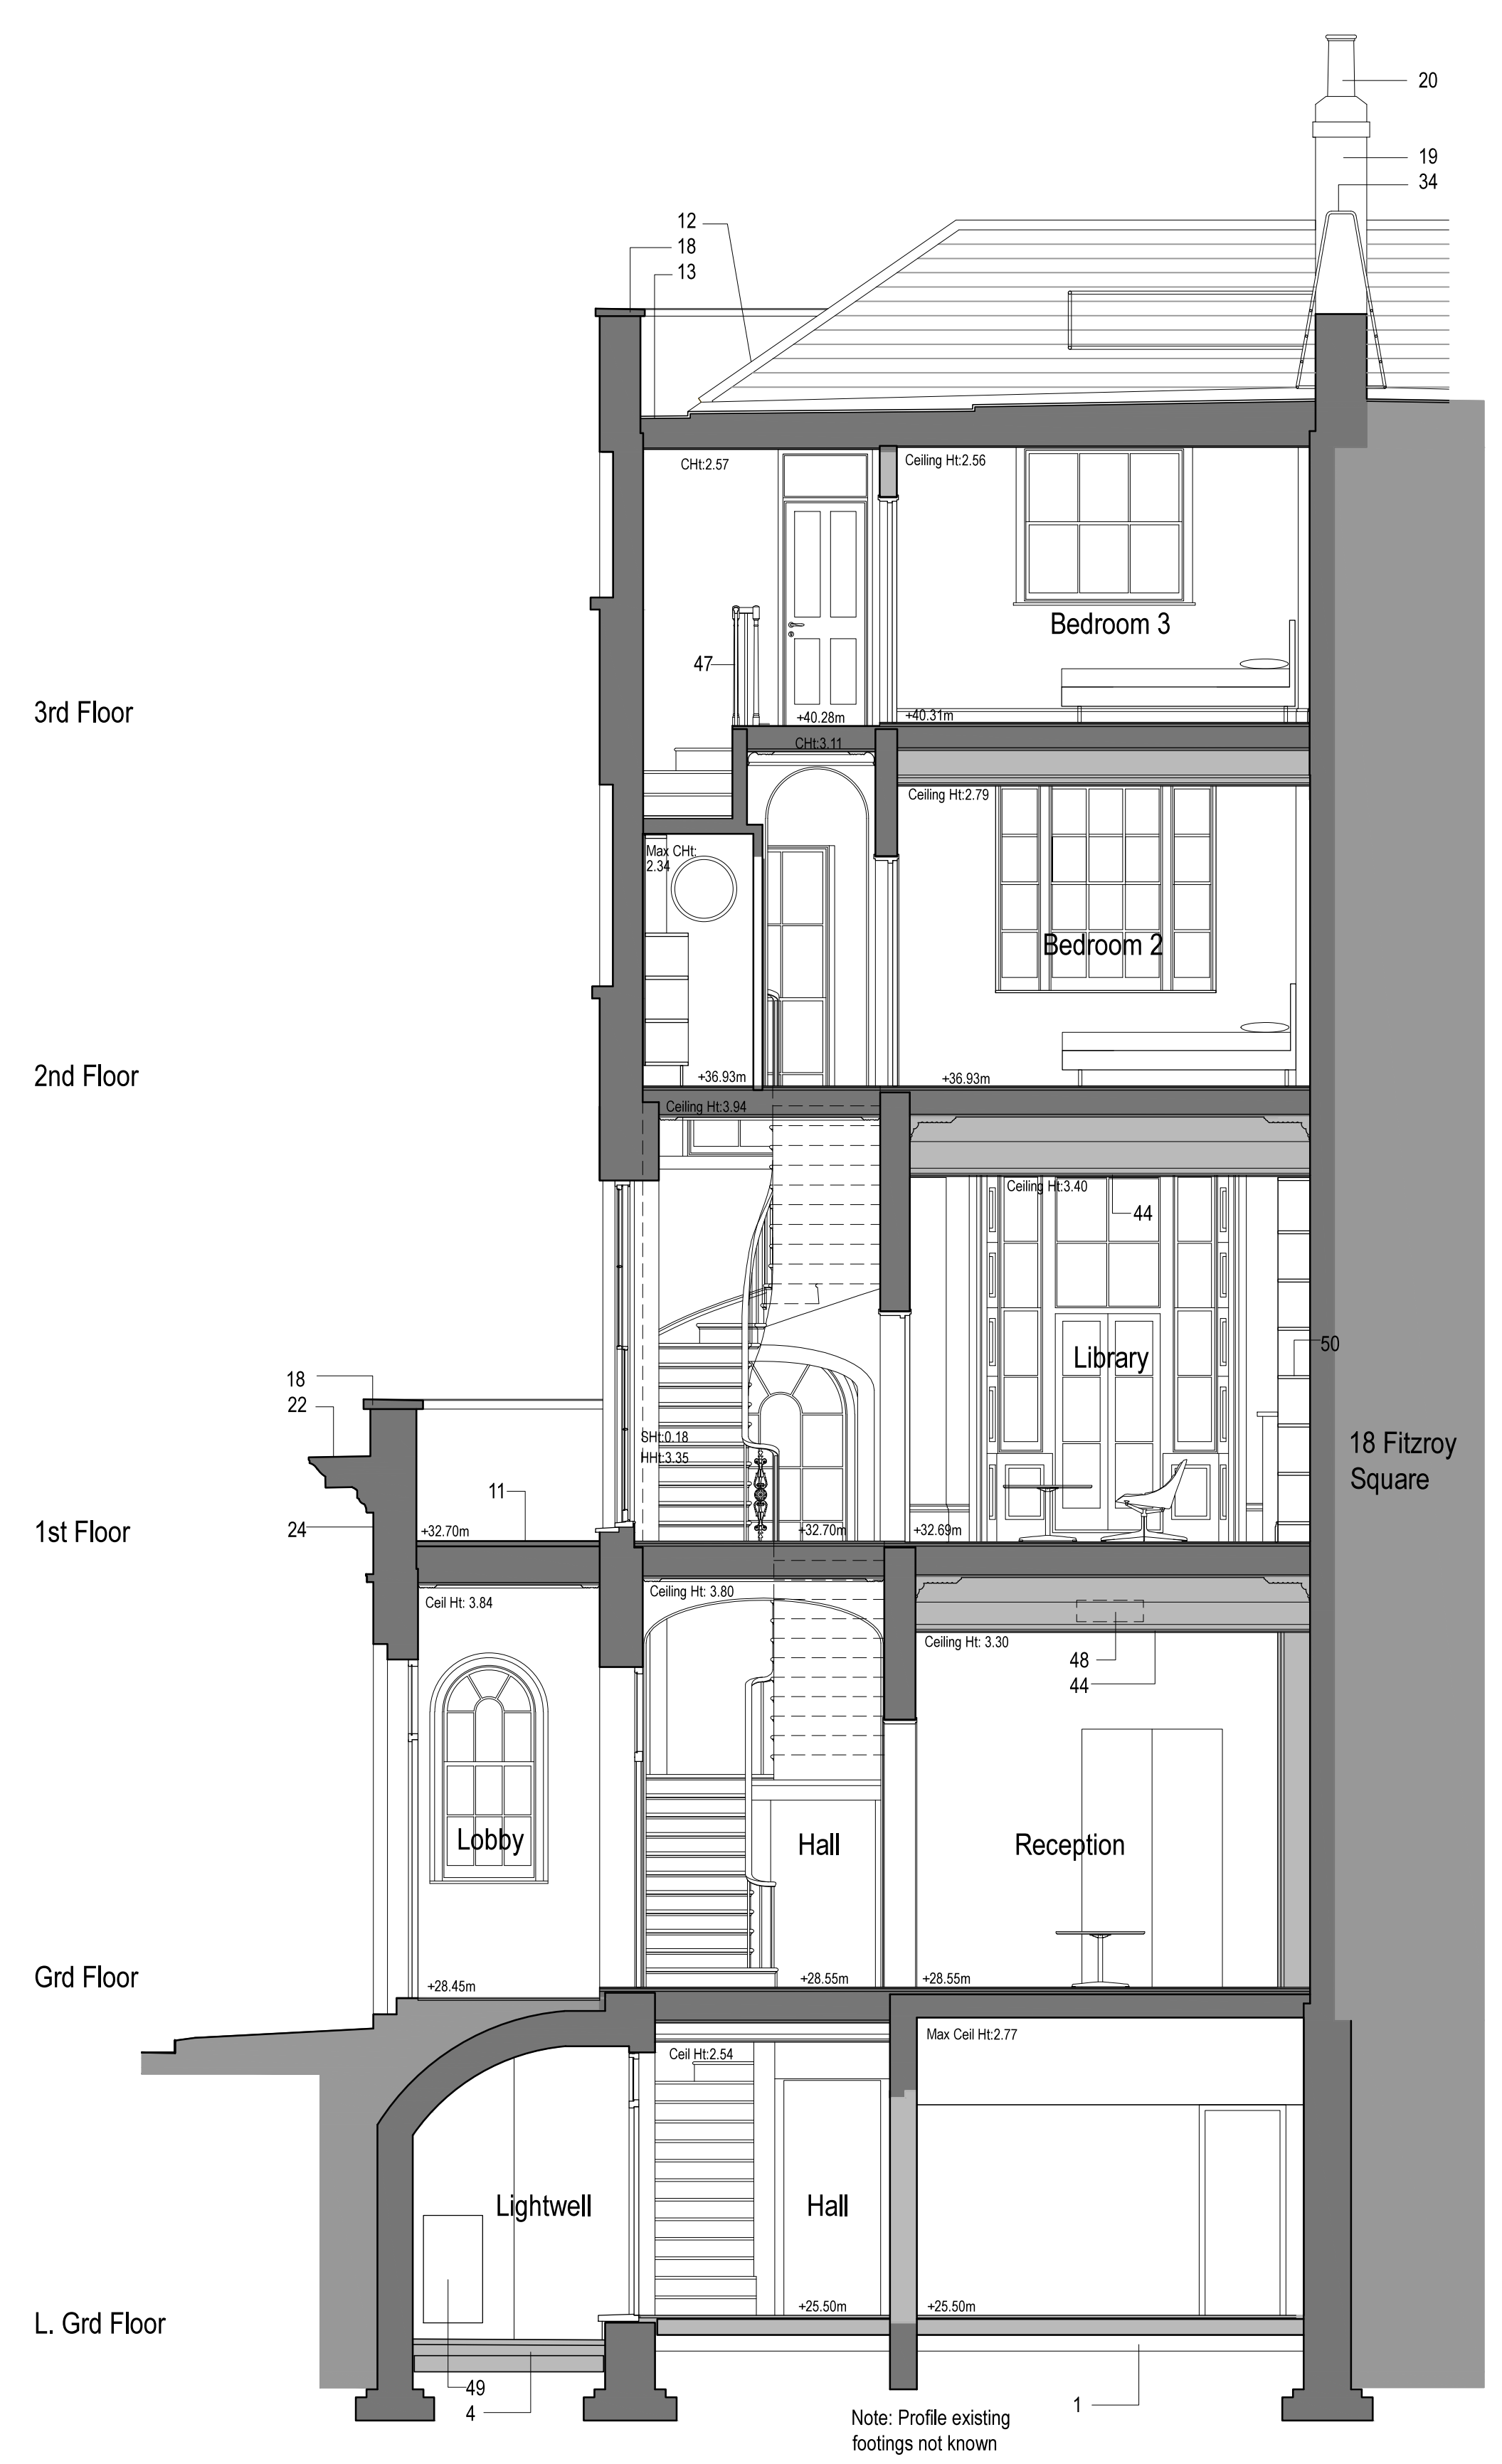 20
19
34
12
18
13
CHt:2.57
Ceiling Ht:2.56
Bedroom 3
47
3rd Floor
+40.28m
+40.31m
CHt:3.11
Ceiling Ht:2.79
Max CHt:
2.34
Bedroom 2
2nd Floor
+36.93m
+36.93m
Ceiling Ht:3.94
Ceiling Ht:3.40
44
Library
50
18
22
SHt:0.18
HHt:3.35
18 Fitzroy
Square
11
24
1st Floor
+32.70m
+32.70m
+32.69m
Ceil Ht: 3.84
Ceiling Ht: 3.80
Ceiling Ht: 3.30
48
44
Lobby
Hall
Reception
Grd Floor
+28.45m
+28.55m
+28.55m
Ceil Ht:2.54
Max Ceil Ht:2.77
Lightwell
Hall
+25.50m
+25.50m
L. Grd Floor
49
4
1
Note: Profile existing
footings not known